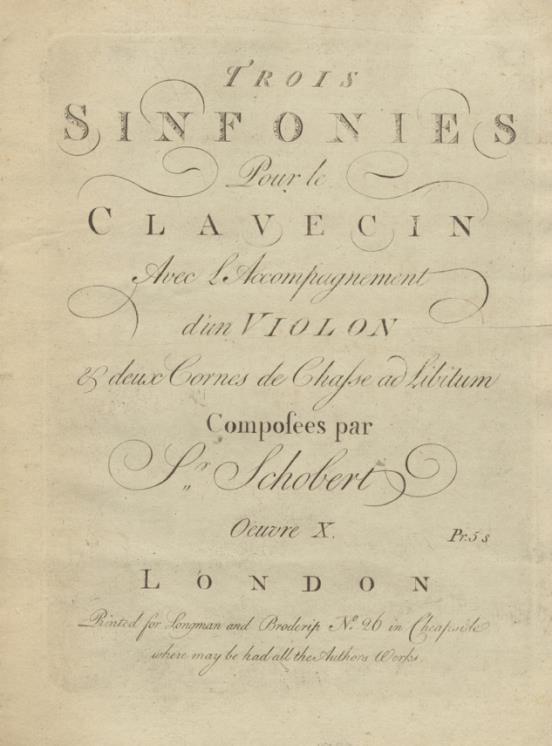 TROIS
SINFONIES
Pour le
CLAVECIN
Avec L'Accompagnement
d'un VIOLON
& deux Cornes de Chaſse ad Libitum
Compoſees par
Sr. Schobert
Oeuvre X. Pr. 5 s
LONDON
Printed for Longman and Broderip No. 26 in Cheapside
where may be had all the Authors Works